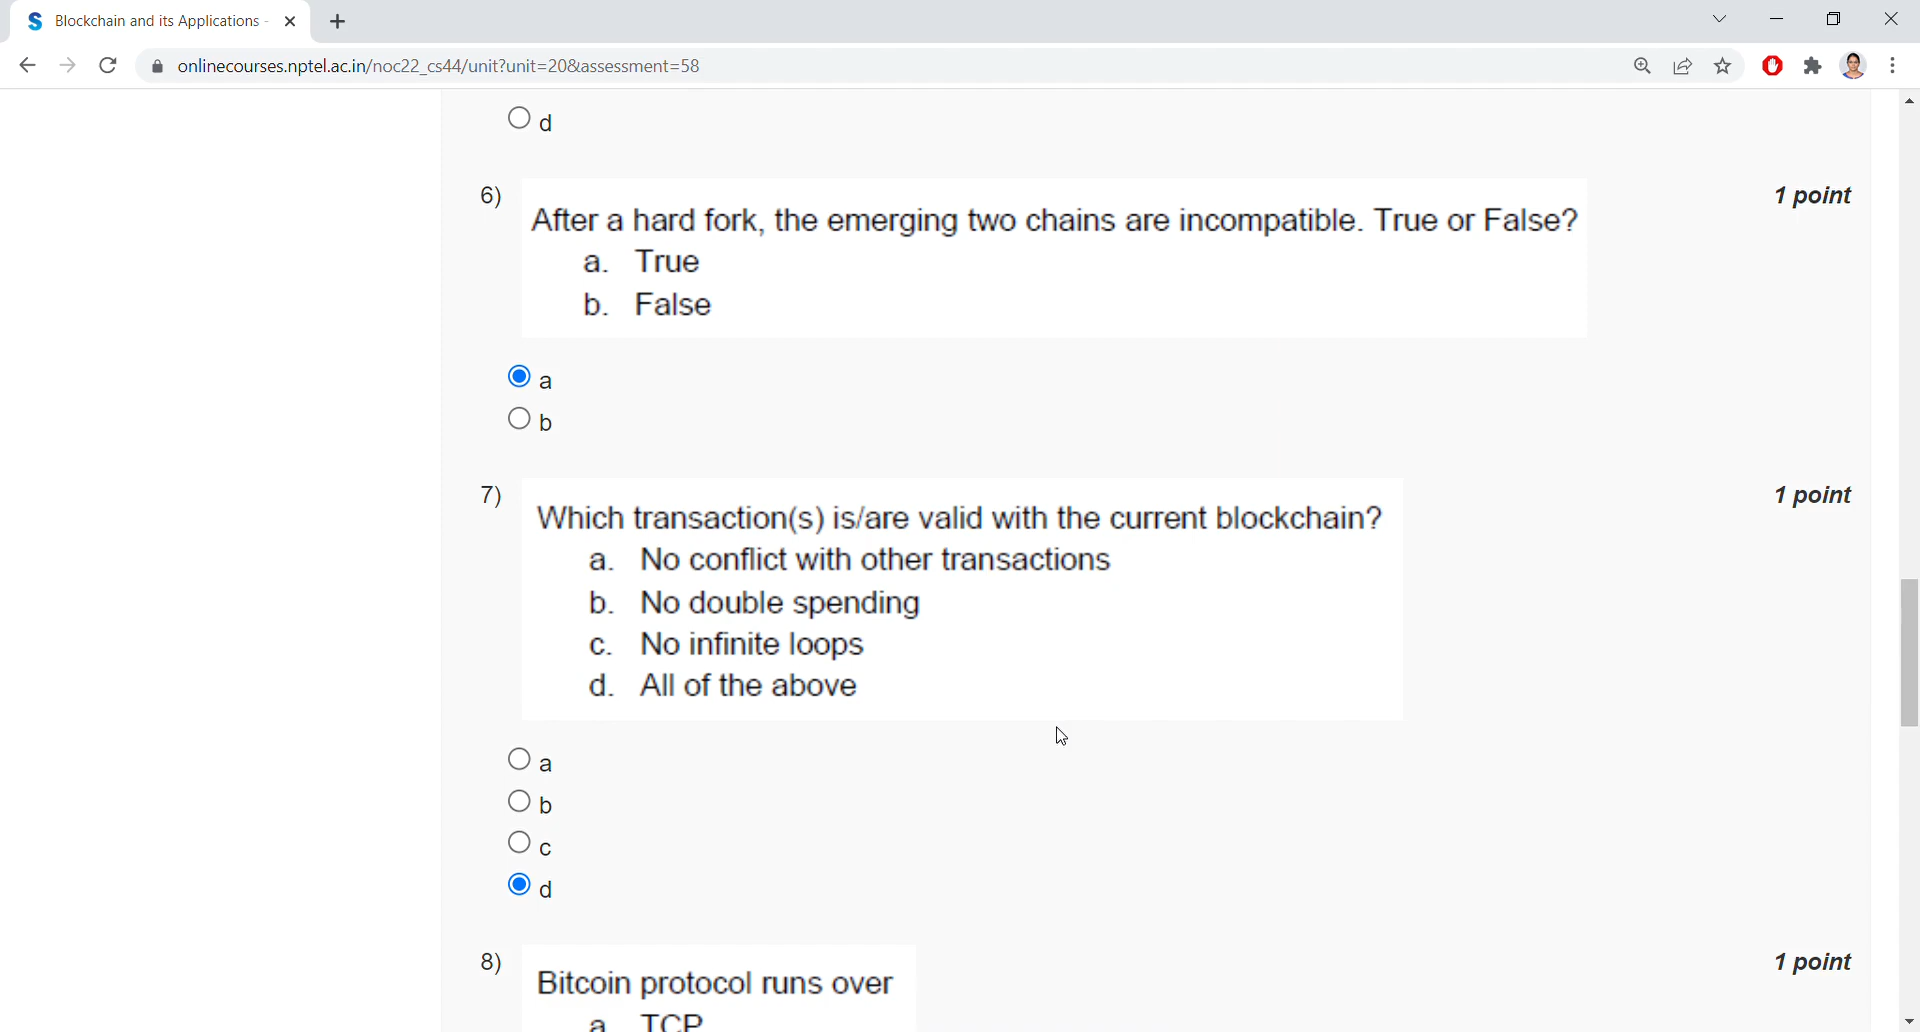 Blockchain and its Applications -
onlinecourses.nptel.ac.in/noc22_cs44/unit?unit=20&assessment=58
d
6)
1 point
After a hard fork, the emerging two chains are incompatible. True or False?
a. True
b. False
a
b
7)
1 point
Which transaction(s) is/are valid with the current blockchain?
a. No conflict with other transactions
b. No double spending
c. No infinite loops
d. All of the above
a
b
c
d
8)
1 point
Bitcoin protocol runs over
a. TCP